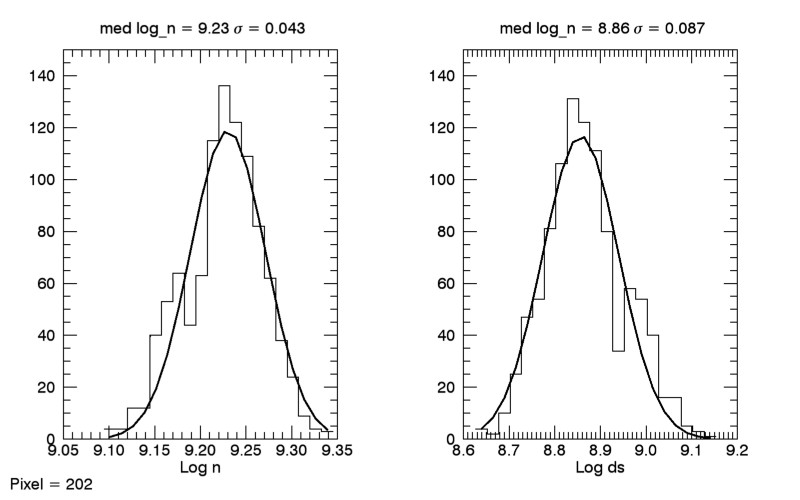 med log_n = 9.23 σ = 0.043
med log_n = 8.86 σ = 0.087
140
120
100
80
60
40
20
0
9.05 9.10 9.15 9.20 9.25 9.30 9.35
Log n
140
120
100
80
60
40
20
0
8.6 8.7 8.8 8.9 9.0 9.1 9.2
Log ds
Pixel = 202